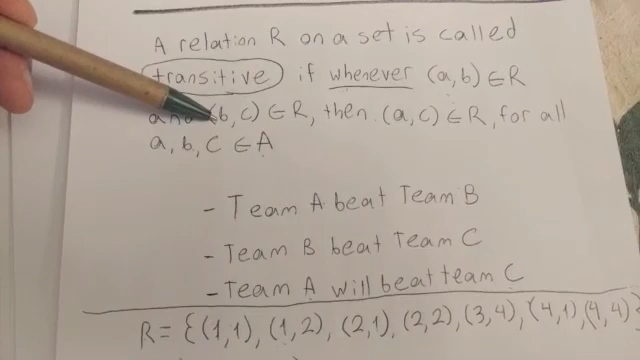 A relation R on a set is called
transitive if whenever (a,b) ∈ R
and (b,c) ∈ R, then (a,c) ∈ R, for all
a, b, c ∈ A
- Team A beat Team B
- Team B beat Team C
- Team A will beat team C
R = {(1,1), (1,2), (2,1), (2,2), (3,4), (4,1), (4,4)}